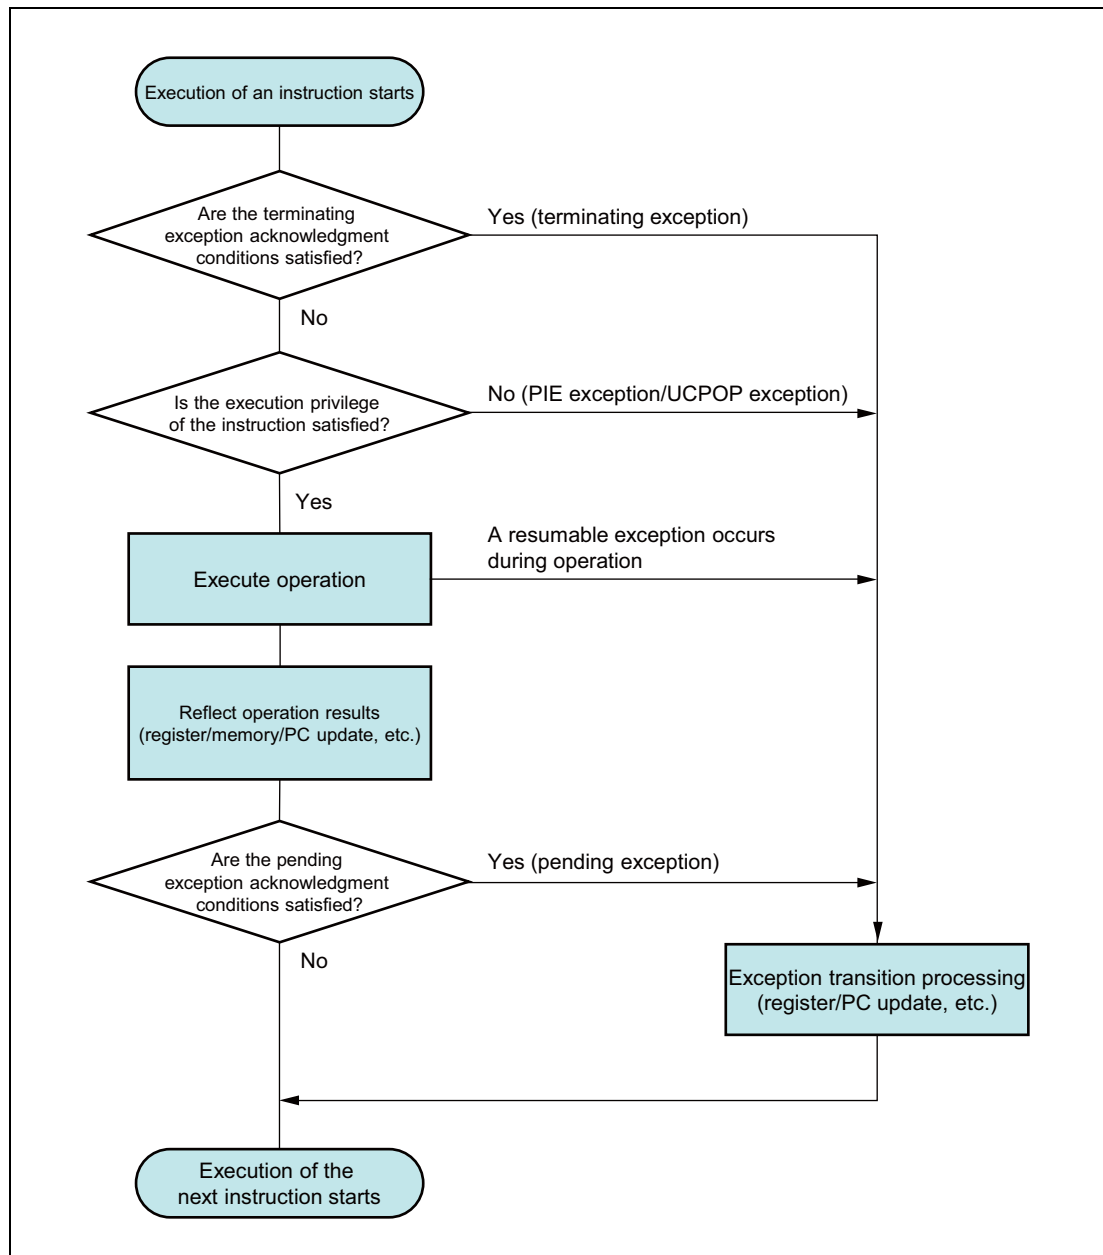 Execution of an instruction starts
Are the terminating
exception acknowledgment
conditions satisfied?
Yes (terminating exception)
No
Is the execution privilege
of the instruction satisfied?
No (PIE exception/UCPOP exception)
Yes
A resumable exception occurs
during operation
Execute operation
Reflect operation results
(register/memory/PC update, etc.)
Are the pending
exception acknowledgment
conditions satisfied?
Yes (pending exception)
No
Exception transition processing
(register/PC update, etc.)
Execution of the
next instruction starts